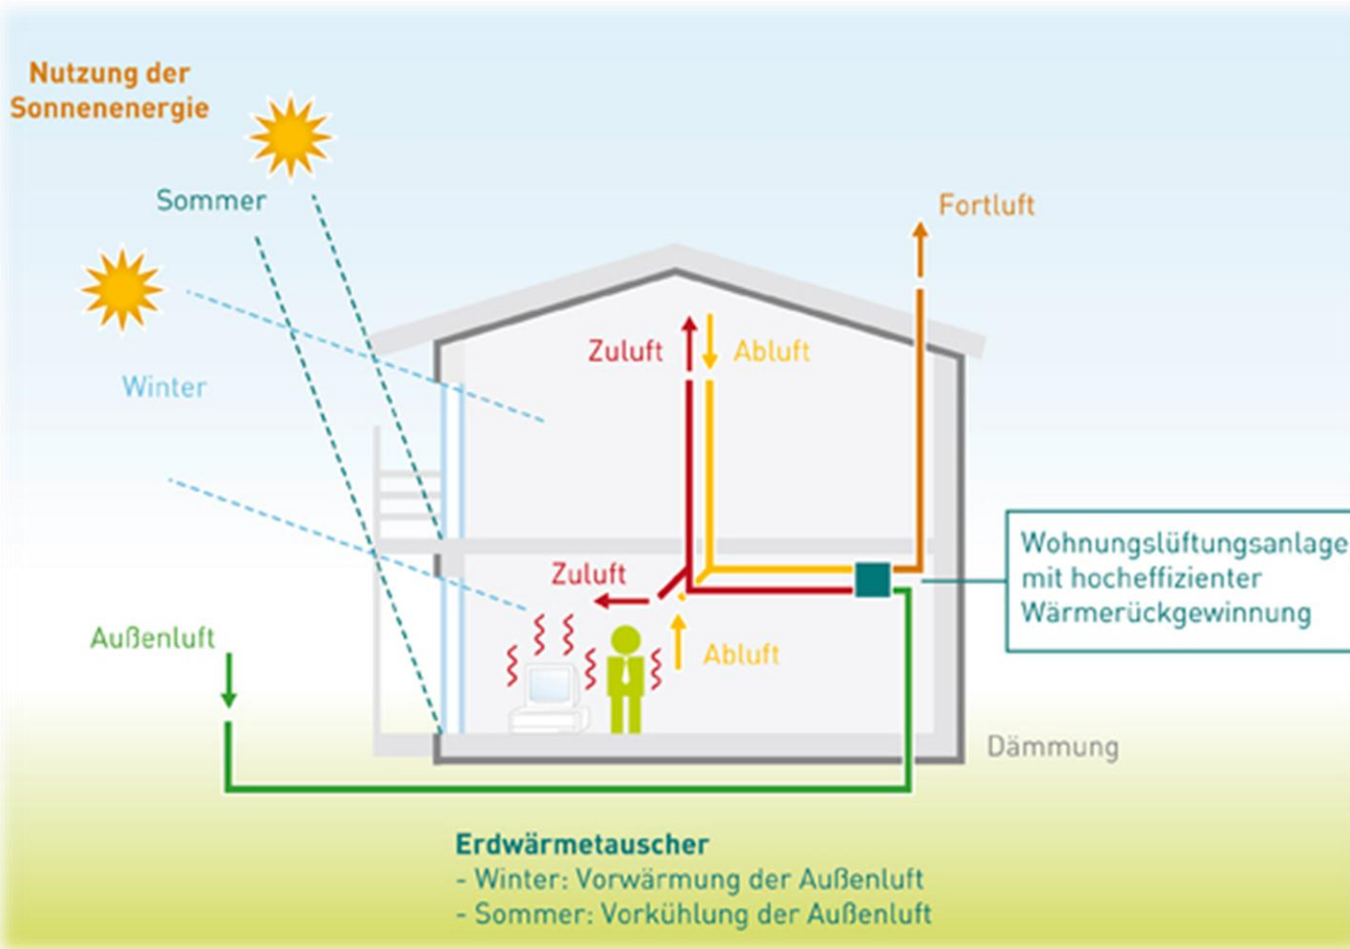 Nutzung der
Sonnenenergie
Sommer
Fortluft
Zuluft
Abluft
Winter
Wohnungslüftungsanlage
mit hocheffizienter
Wärmerückgewinnung
Zuluft
Außenluft
Abluft
Dämmung
Erdwärmetauscher
- Winter: Vorwärmung der Außenluft
- Sommer: Vorkühlung der Außenluft